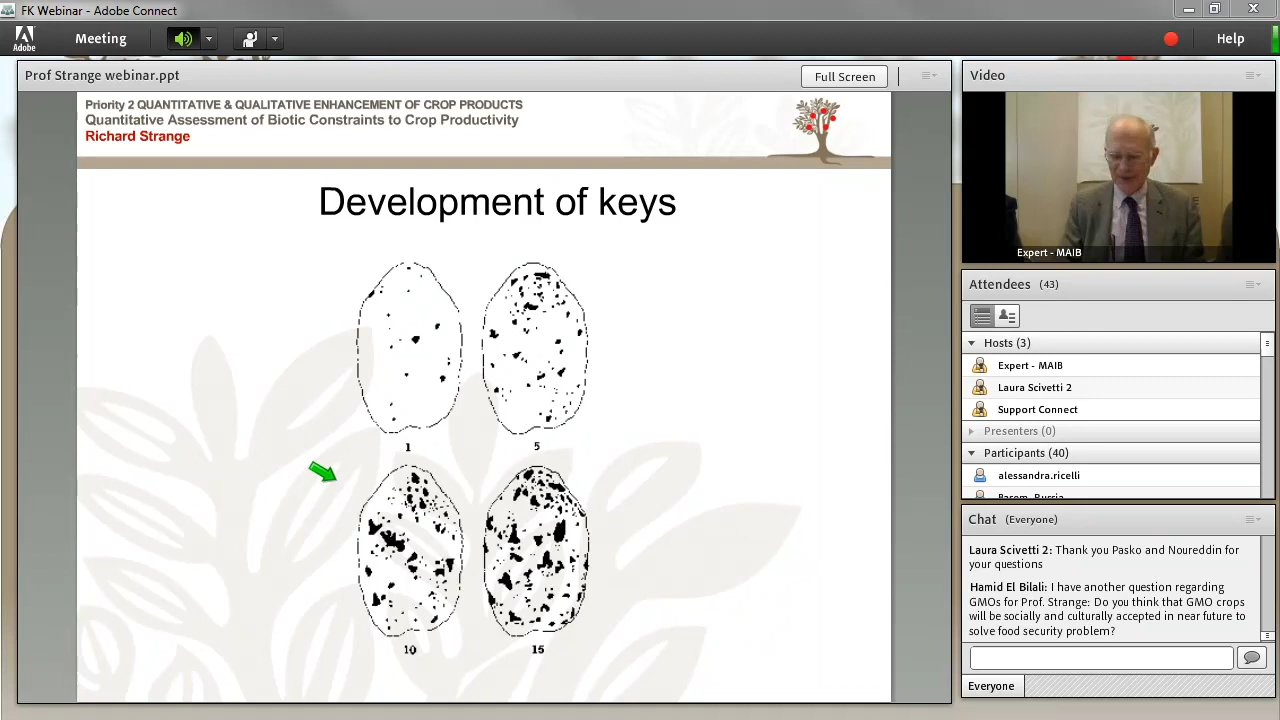 FK Webinar - Adobe Connect
Adobe
Meeting
Help
Prof Strange webinar.ppt
Full Screen
Priority 2 QUANTITATIVE & QUALITATIVE ENHANCEMENT OF CROP PRODUCTS
Quantitative Assessment of Biotic Constraints to Crop Productivity
Richard Strange
Development of keys
1
5
10
15
Video
Expert - MAIB
Attendees (43)
Hosts (3)
Expert - MAIB
Laura Scivetti 2
Support Connect
Presenters (0)
Participants (40)
alessandra.ricelli
Chat (Everyone)
Laura Scivetti 2: Thank you Pasko and Noureddin for
your questions
Hamid El Bilali: I have another question regarding
GMOs for Prof. Strange: Do you think that GMO crops
will be socially and culturally accepted in near future to
solve food security problem?
Everyone